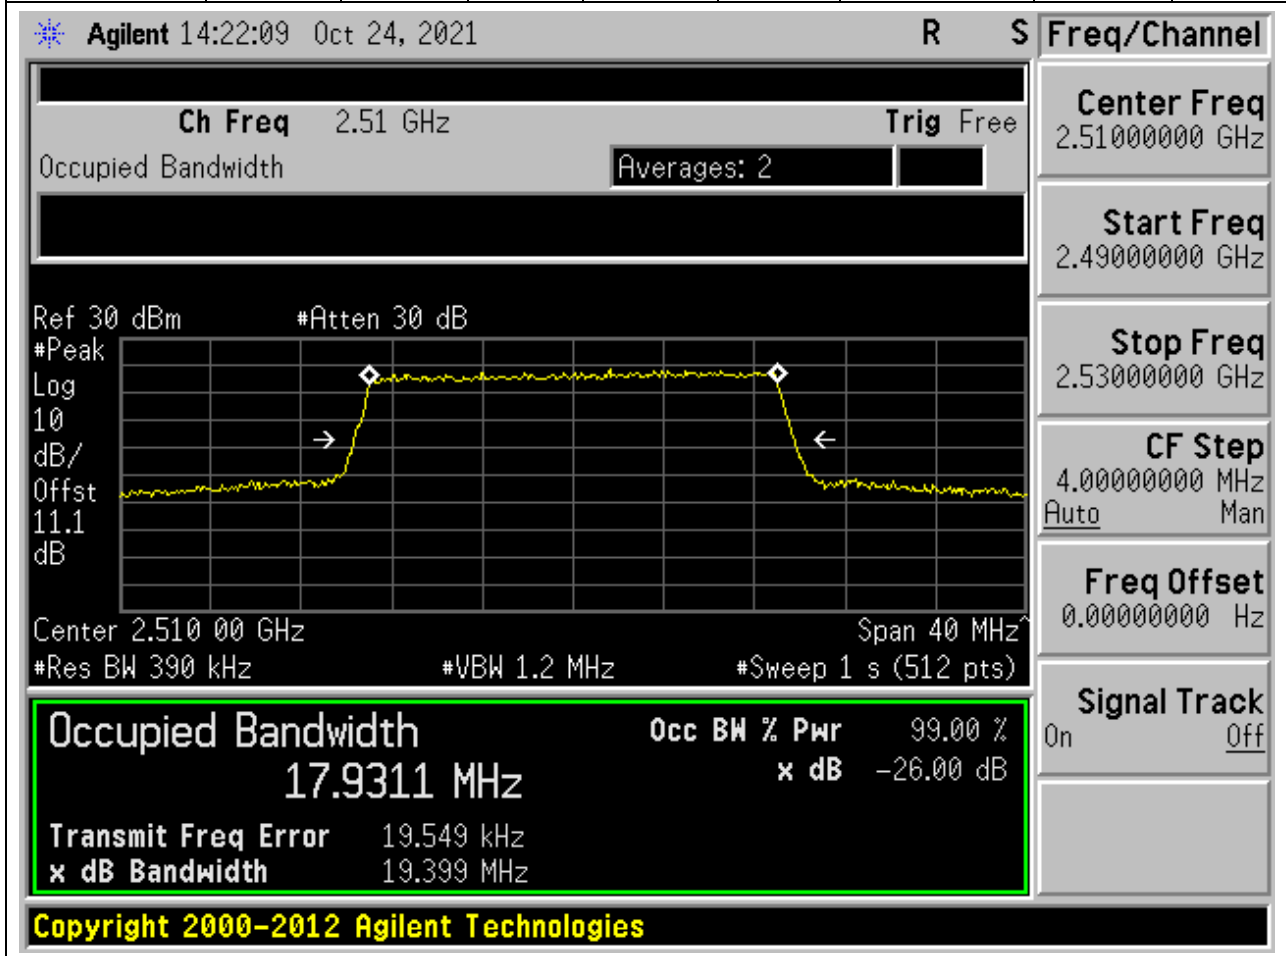 Agilent 14:22:09 Oct 24, 2021 R S
Ch Freq 2.51 GHz Trig Free
Occupied Bandwidth Averages: 2
Ref 30 dBm #Atten 30 dB
#Peak
Log
10
dB/
Offst
11.1
dB
Center 2.510 00 GHz Span 40 MHz^
#Res BW 390 kHz #VBW 1.2 MHz #Sweep 1 s (512 pts)
Occupied Bandwidth Occ BW % Pwr 99.00 %
17.9311 MHz x dB -26.00 dB
Transmit Freq Error 19.549 kHz
x dB Bandwidth 19.399 MHz
Copyright 2000-2012 Agilent Technologies
Freq/Channel
Center Freq
2.51000000 GHz
Start Freq
2.49000000 GHz
Stop Freq
2.53000000 GHz
CF Step
4.00000000 MHz
Auto Man
Freq Offset
0.00000000 Hz
Signal Track
On Off